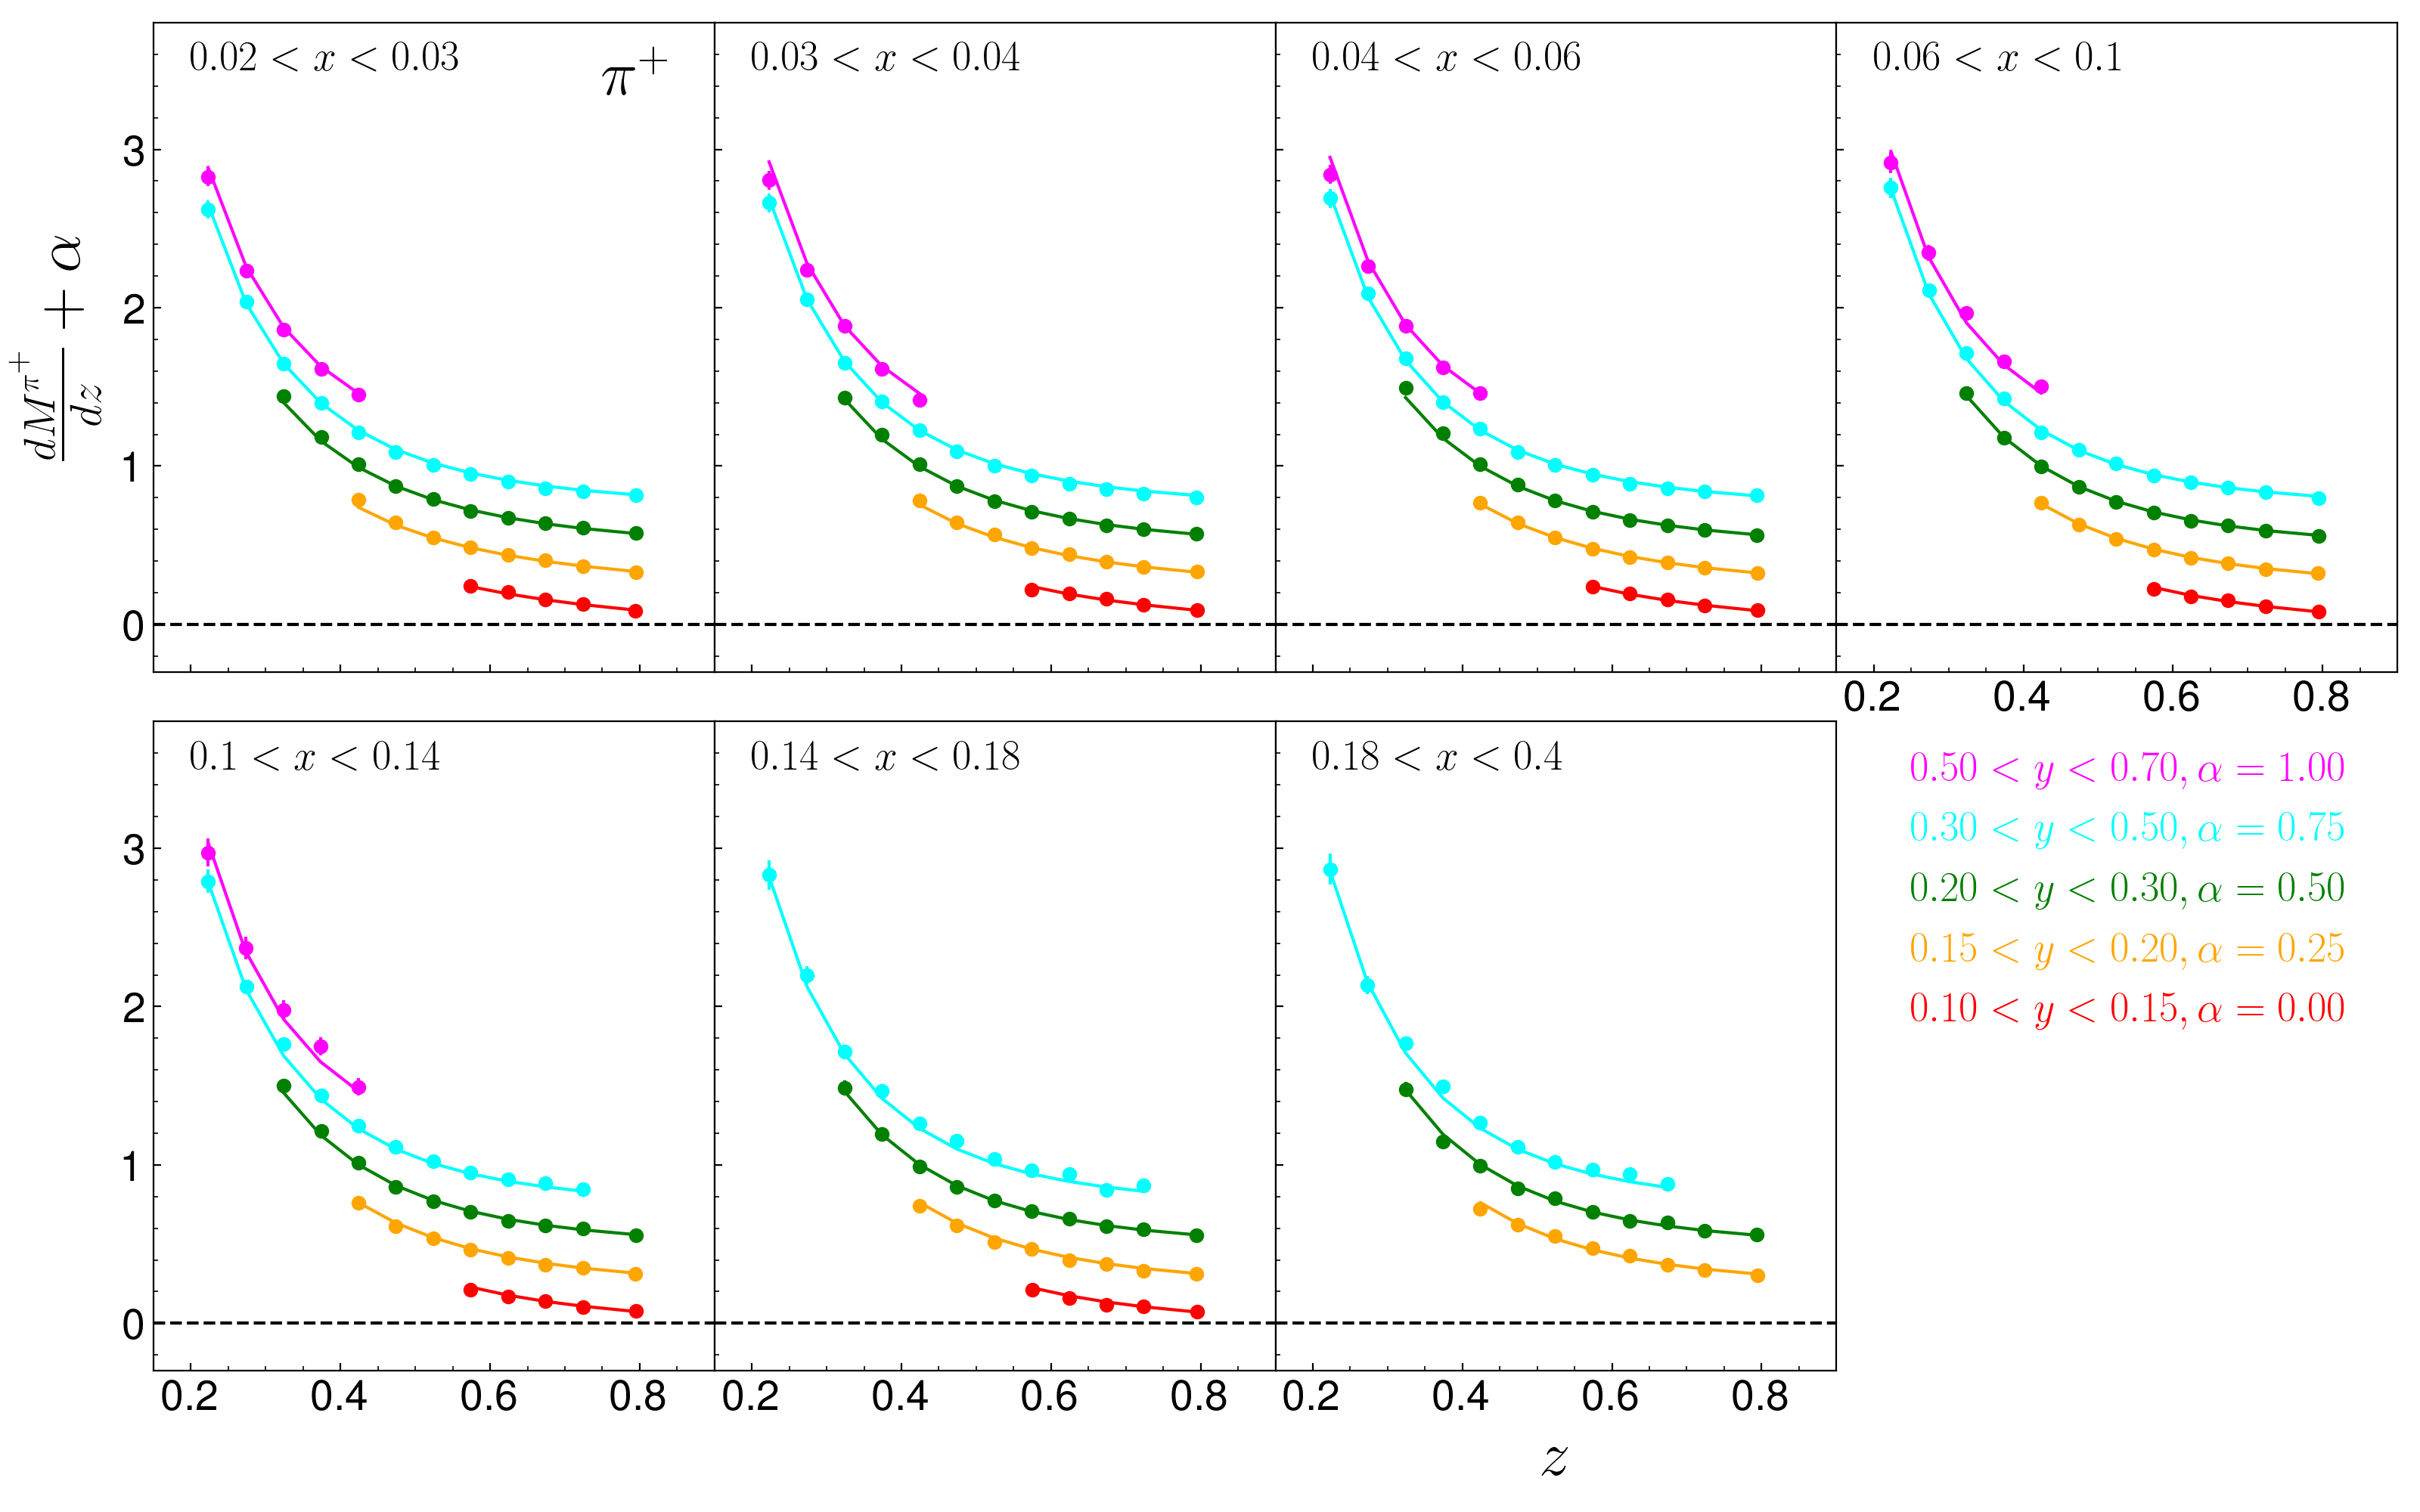 0.02 < x < 0.03
π⁺
0.03 < x < 0.04
0.04 < x < 0.06
0.06 < x < 0.1
dM^{π⁺}/dz + α
3
2
1
0
0.2 0.4 0.6 0.8
0.1 < x < 0.14
0.14 < x < 0.18
0.18 < x < 0.4
3
2
1
0
0.2 0.4 0.6 0.8
0.2 0.4 0.6 0.8
0.2 0.4 0.6 0.8
0.50 < y < 0.70, α = 1.00
0.30 < y < 0.50, α = 0.75
0.20 < y < 0.30, α = 0.50
0.15 < y < 0.20, α = 0.25
0.10 < y < 0.15, α = 0.00
z